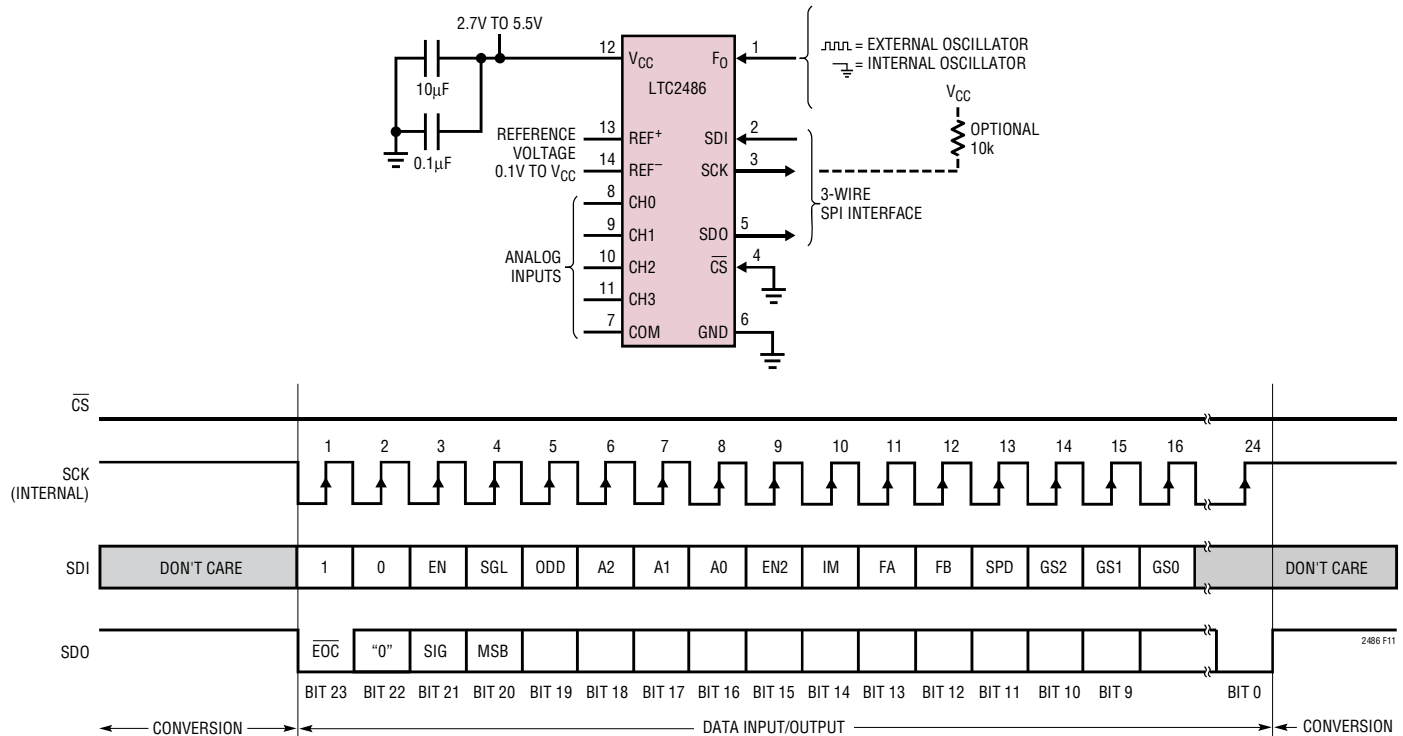 2.7V TO 5.5V
10μF
0.1μF
12
VCC
LTC2486
FO
1
= EXTERNAL OSCILLATOR
= INTERNAL OSCILLATOR
VCC
OPTIONAL
10k
REFERENCE
VOLTAGE
0.1V TO VCC
13
REF+
14
REF–
SDI
2
SCK
3
3-WIRE
SPI INTERFACE
ANALOG
INPUTS
8
CH0
9
CH1
10
CH2
11
CH3
7
COM
SDO
5
CS
4
GND
6
CS
SCK
(INTERNAL)
1 2 3 4 5 6 7 8 9 10 11 12 13 14 15 16 24
SDI
DON'T CARE 1 0 EN SGL ODD A2 A1 A0 EN2 IM FA FB SPD GS2 GS1 GS0 DON'T CARE
SDO
EOC "0" SIG MSB
2486 F11
BIT 23 BIT 22 BIT 21 BIT 20 BIT 19 BIT 18 BIT 17 BIT 16 BIT 15 BIT 14 BIT 13 BIT 12 BIT 11 BIT 10 BIT 9 BIT 0
CONVERSION DATA INPUT/OUTPUT CONVERSION